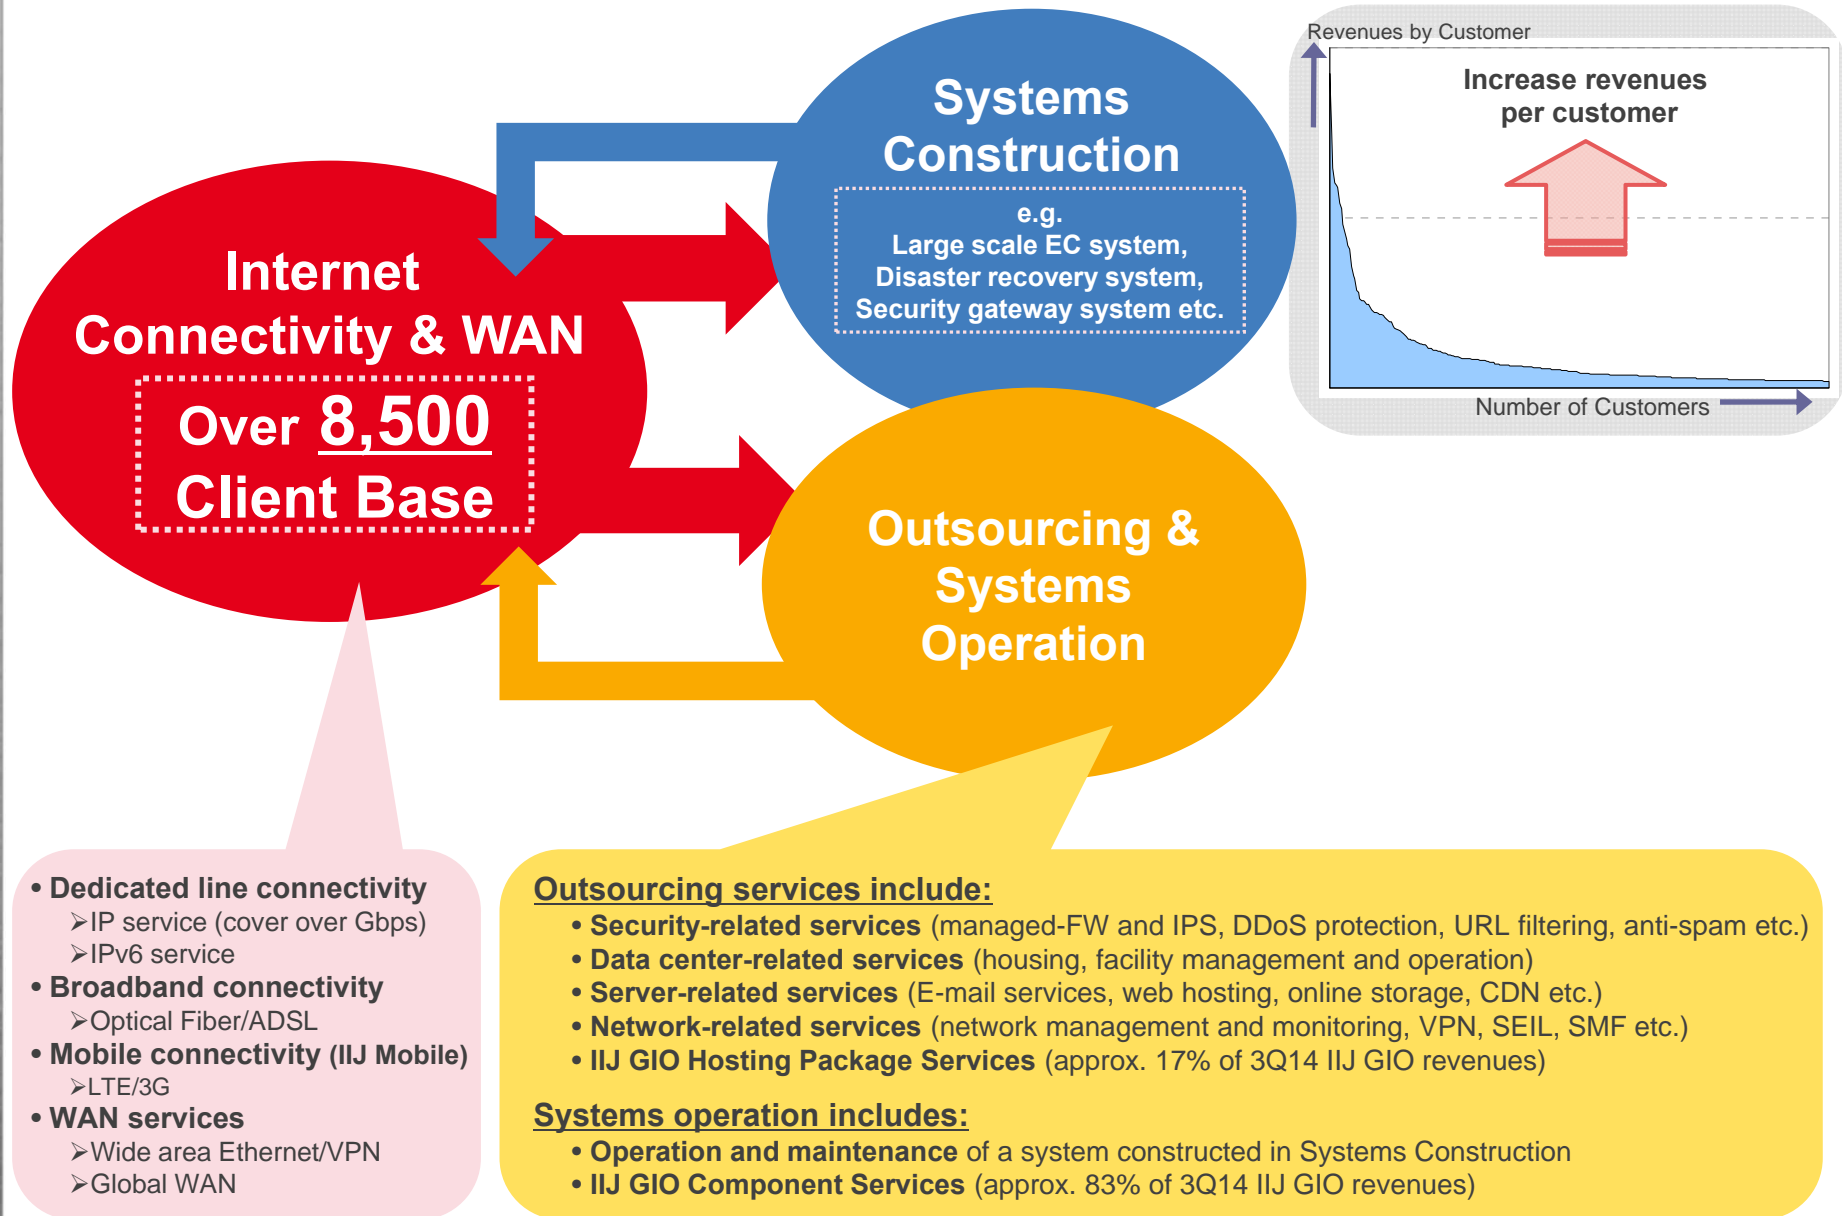 Systems
Construction
e.g.
Large scale EC system,
Disaster recovery system,
Security gateway system etc.
Revenues by Customer
Increase revenues
per customer
Number of Customers
Internet
Connectivity & WAN
Over 8,500
Client Base
Outsourcing &
Systems
Operation
• Dedicated line connectivity
➢IP service (cover over Gbps)
➢IPv6 service
• Broadband connectivity
➢Optical Fiber/ADSL
• Mobile connectivity (IIJ Mobile)
➢LTE/3G
• WAN services
➢Wide area Ethernet/VPN
➢Global WAN
Outsourcing services include:
• Security-related services (managed-FW and IPS, DDoS protection, URL filtering, anti-spam etc.)
• Data center-related services (housing, facility management and operation)
• Server-related services (E-mail services, web hosting, online storage, CDN etc.)
• Network-related services (network management and monitoring, VPN, SEIL, SMF etc.)
• IIJ GIO Hosting Package Services (approx. 17% of 3Q14 IIJ GIO revenues)
Systems operation includes:
• Operation and maintenance of a system constructed in Systems Construction
• IIJ GIO Component Services (approx. 83% of 3Q14 IIJ GIO revenues)